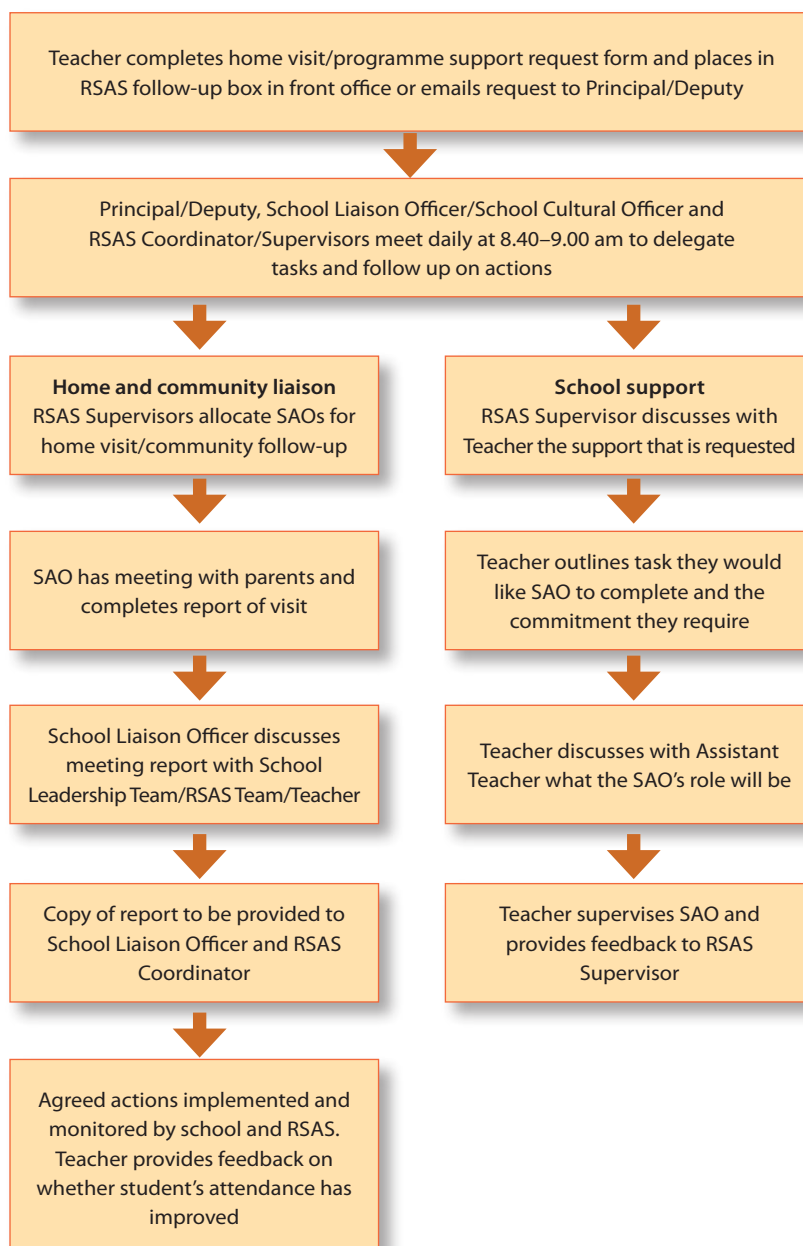 Teacher completes home visit/programme support request form and places in
RSAS follow-up box in front office or emails request to Principal/Deputy
Principal/Deputy, School Liaison Officer/School Cultural Officer and
RSAS Coordinator/Supervisors meet daily at 8.40–9.00 am to delegate
tasks and follow up on actions
Home and community liaison
RSAS Supervisors allocate SAOs for
home visit/community follow-up
SAO has meeting with parents and
completes report of visit
School Liaison Officer discusses
meeting report with School
Leadership Team/RSAS Team/Teacher
Copy of report to be provided to
School Liaison Officer and RSAS
Coordinator
Agreed actions implemented and
monitored by school and RSAS.
Teacher provides feedback on
whether student’s attendance has
improved
School support
RSAS Supervisor discusses with
Teacher the support that is requested
Teacher outlines task they would
like SAO to complete and the
commitment they require
Teacher discusses with Assistant
Teacher what the SAO’s role will be
Teacher supervises SAO and
provides feedback to RSAS
Supervisor